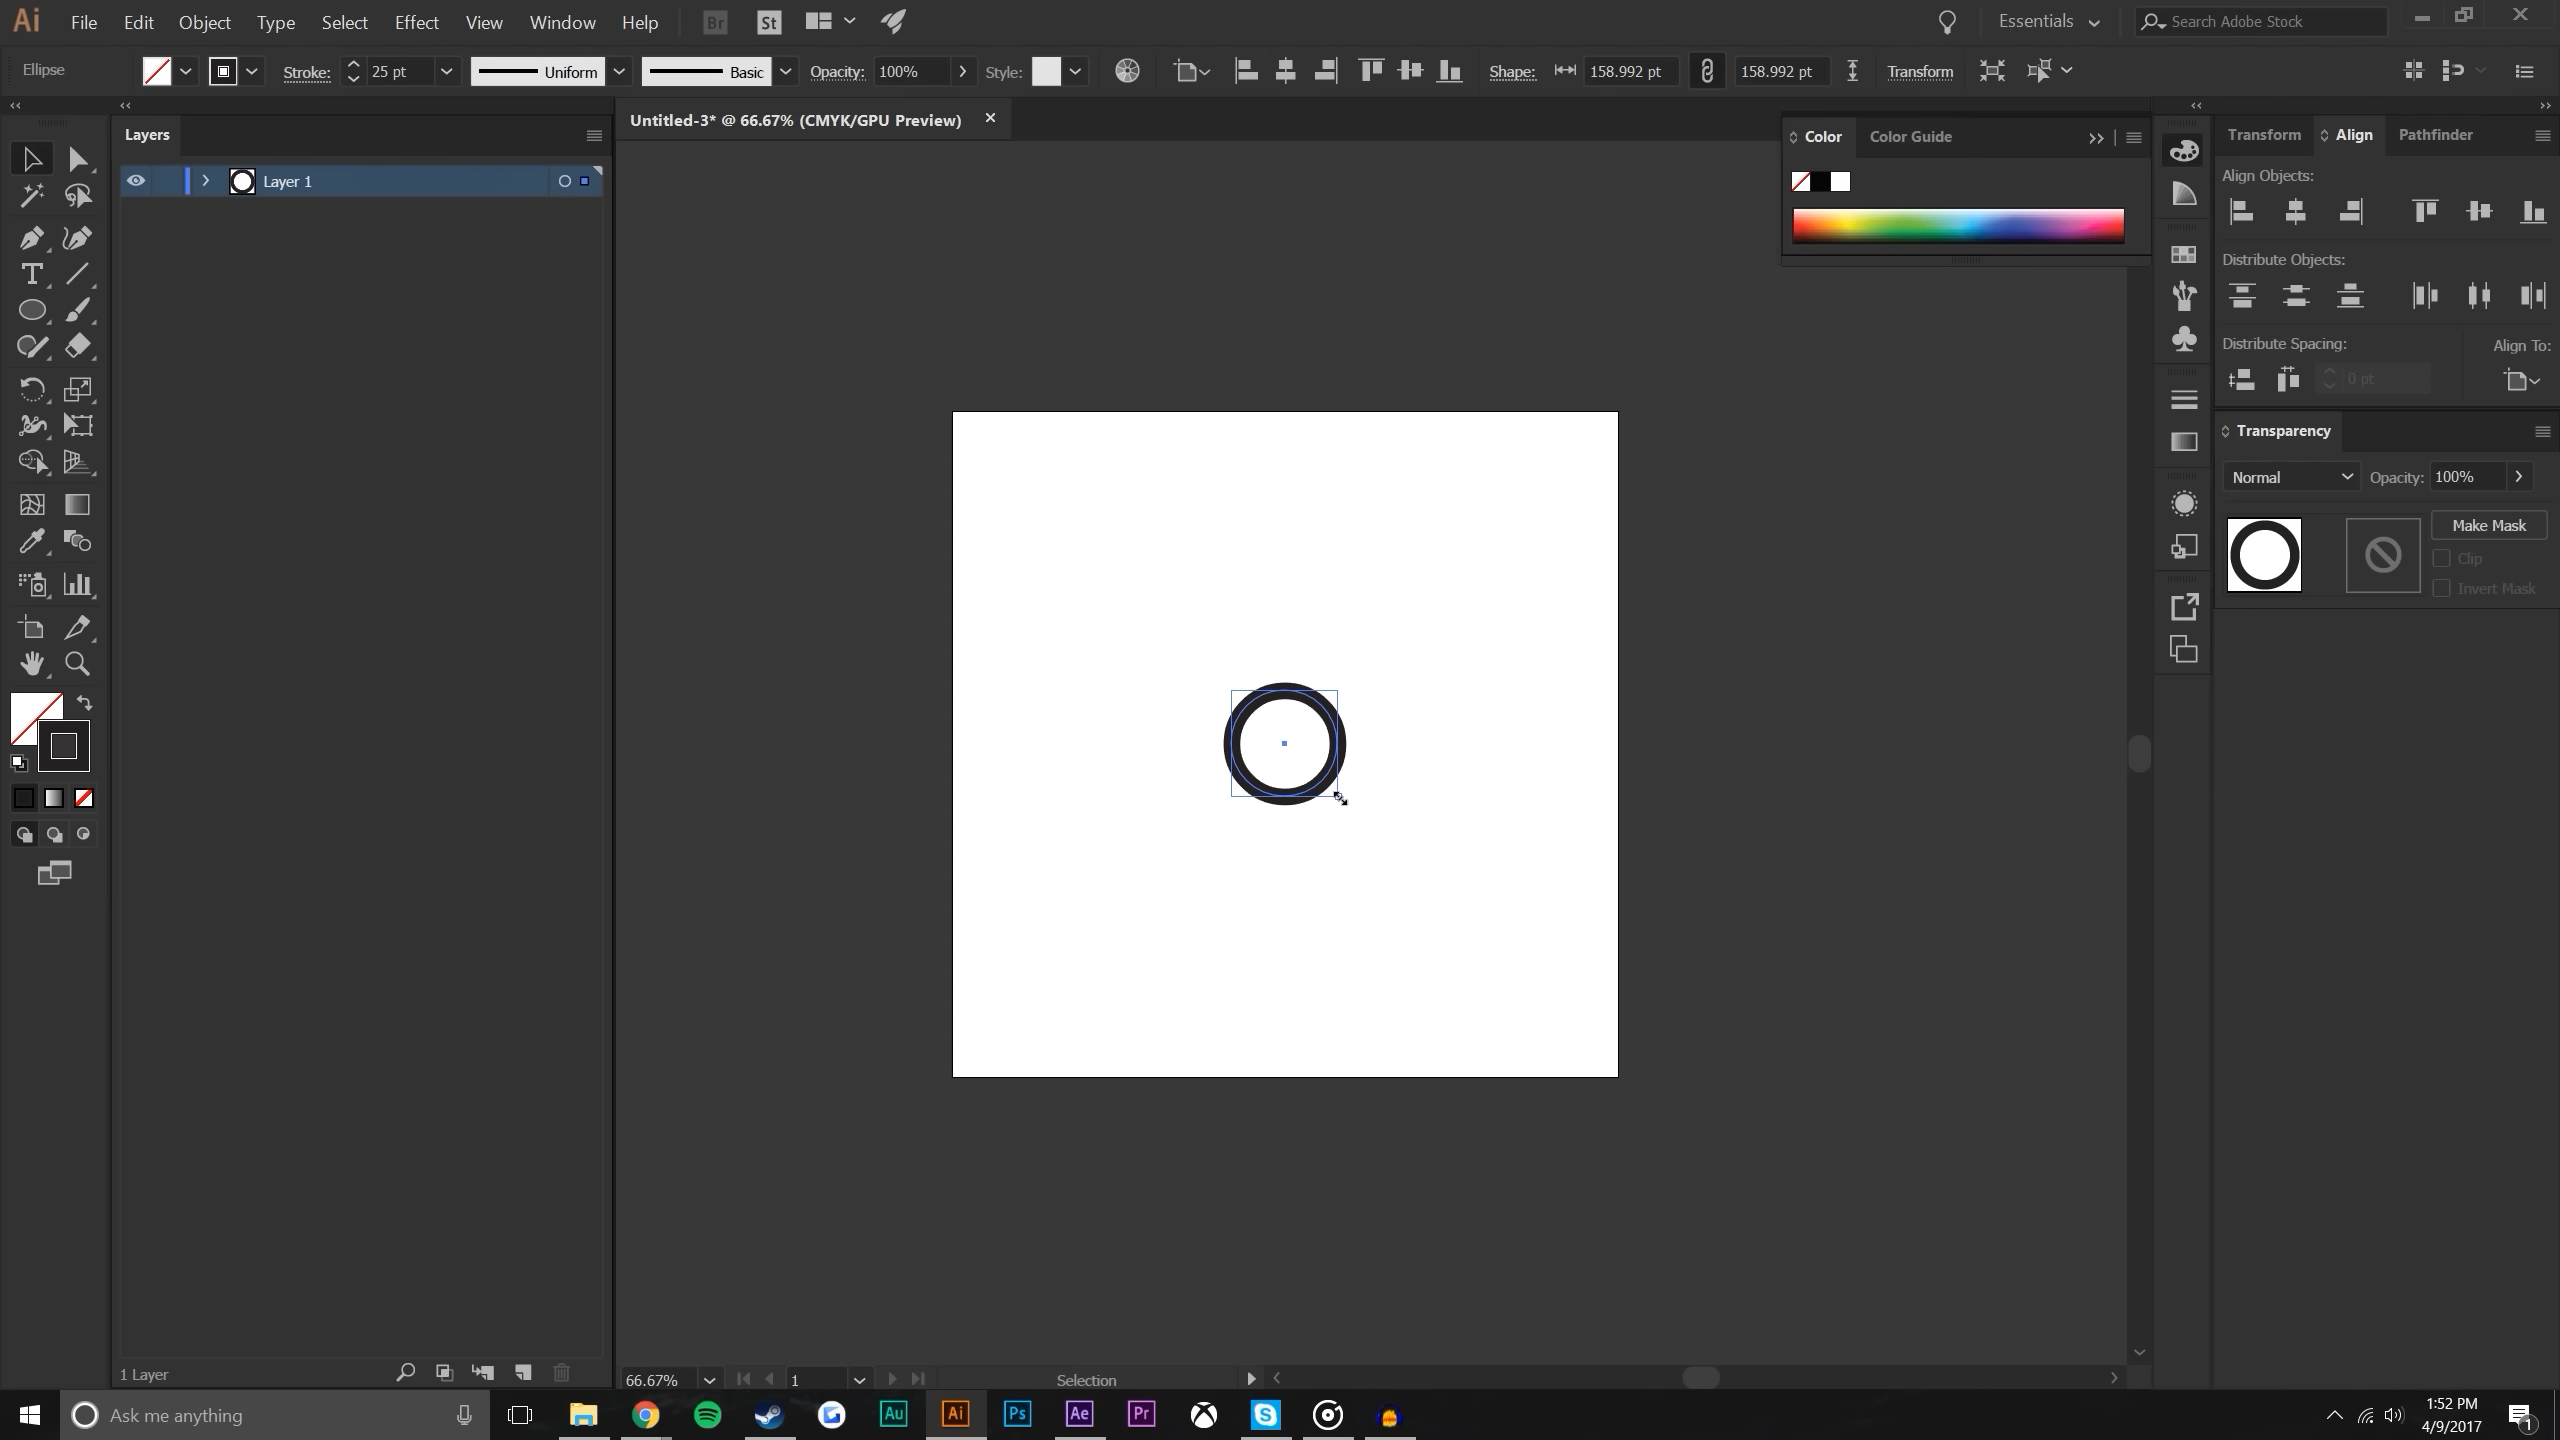 Ai File Edit Object Type Select Effect View Window Help Br St Essentials Search Adobe Stock
Ellipse Stroke: 25 pt Uniform Basic Opacity: 100% Style: Shape: 158.992 pt 158.992 pt Transform
Layers
Layer 1
Untitled-3* @ 66.67% (CMYK/GPU Preview)
Color Color Guide
Transform Align Pathfinder
Align Objects:
Distribute Objects:
Distribute Spacing: Align To:
0 pt
Transparency
Normal Opacity: 100%
Make Mask
Clip
Invert Mask
1 Layer
66.67% 1 Selection
Ask me anything
Au Ai Ps Ae Pr
1:52 PM
4/9/2017
1